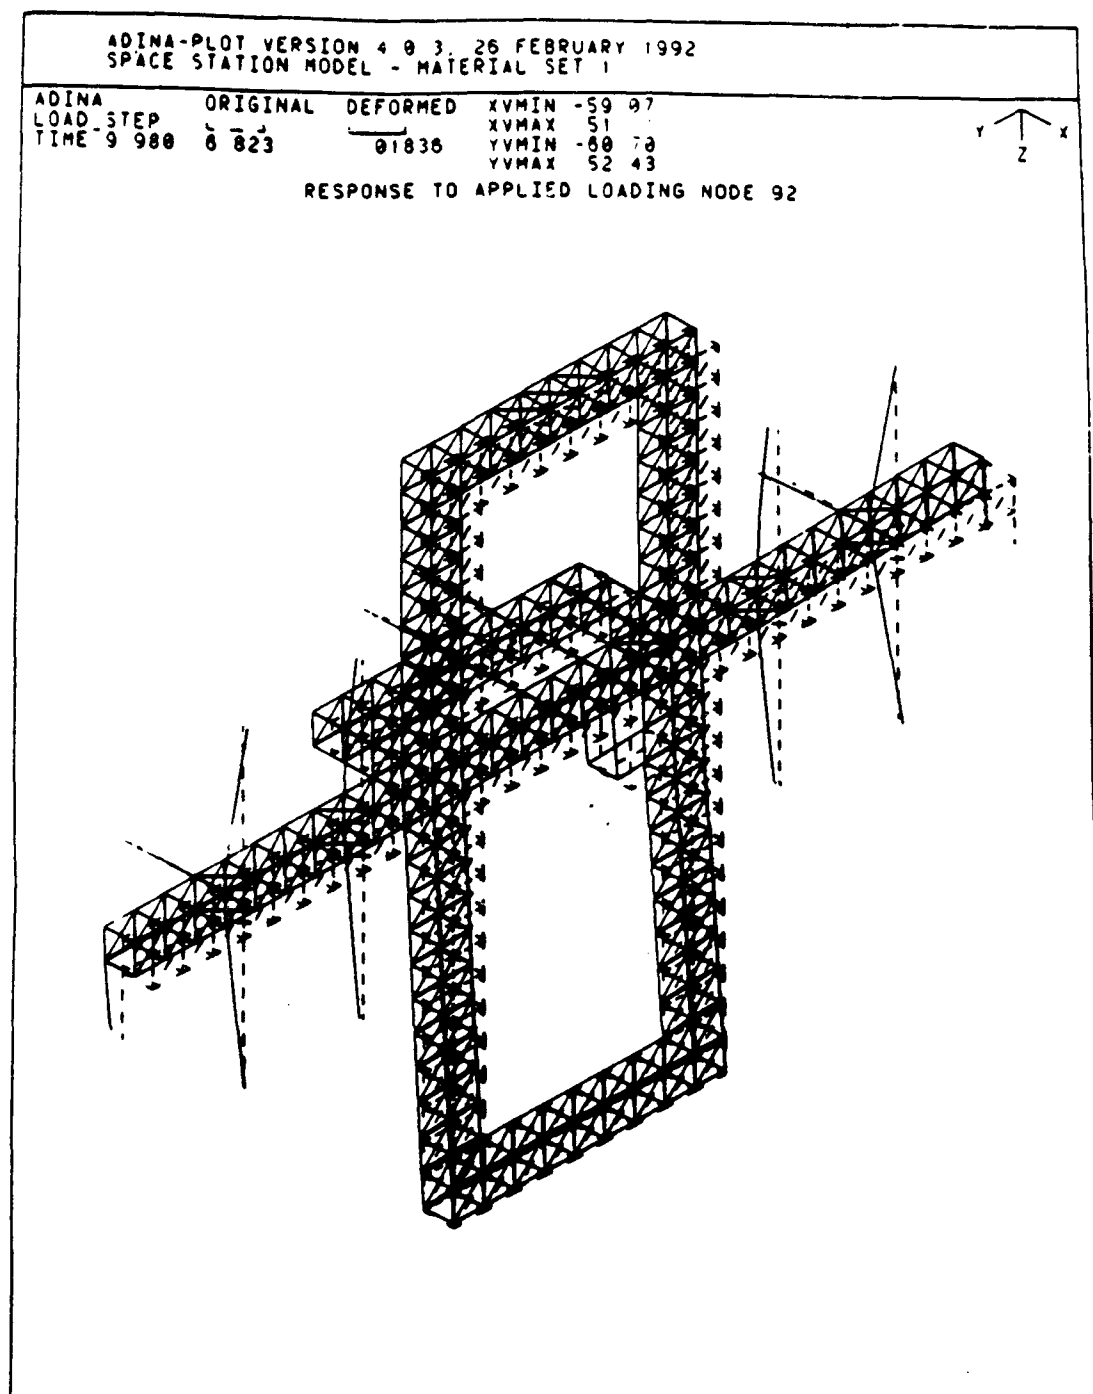 ADINA-PLOT VERSION 4 0 3, 26 FEBRUARY 1992
SPACE STATION MODEL - MATERIAL SET 1
ADINA ORIGINAL DEFORMED XVMIN -59 07
LOAD STEP XVMAX 51
TIME 9 980 6 823 01836 YVMIN -60
YVMAX 52 43
Y X
Z
RESPONSE TO APPLIED LOADING NODE 92